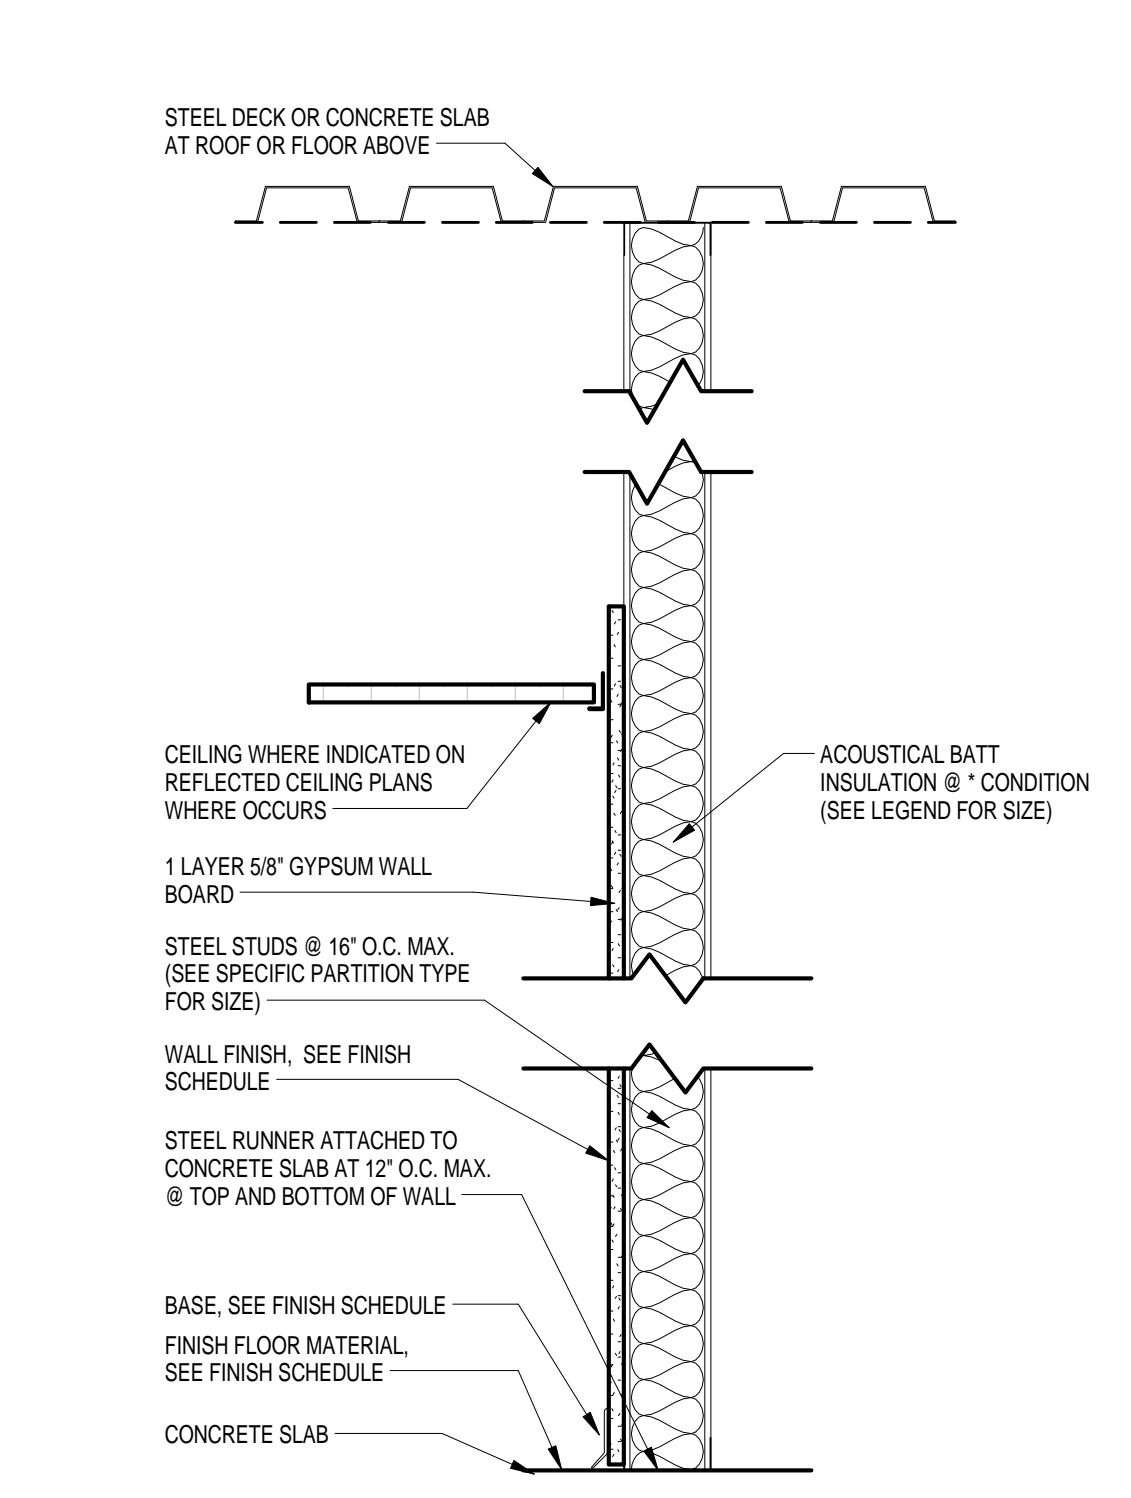 STEEL DECK OR CONCRETE SLAB
AT ROOF OR FLOOR ABOVE
CEILING WHERE INDICATED ON
REFLECTED CEILING PLANS
WHERE OCCURS
ACOUSTICAL BATT
INSULATION @ * CONDITION
(SEE LEGEND FOR SIZE)
1 LAYER 5/8" GYPSUM WALL
BOARD
STEEL STUDS @ 16" O.C. MAX.
(SEE SPECIFIC PARTITION TYPE
FOR SIZE)
WALL FINISH, SEE FINISH
SCHEDULE
STEEL RUNNER ATTACHED TO
CONCRETE SLAB AT 12" O.C. MAX.
@ TOP AND BOTTOM OF WALL
BASE, SEE FINISH SCHEDULE
FINISH FLOOR MATERIAL,
SEE FINISH SCHEDULE
CONCRETE SLAB